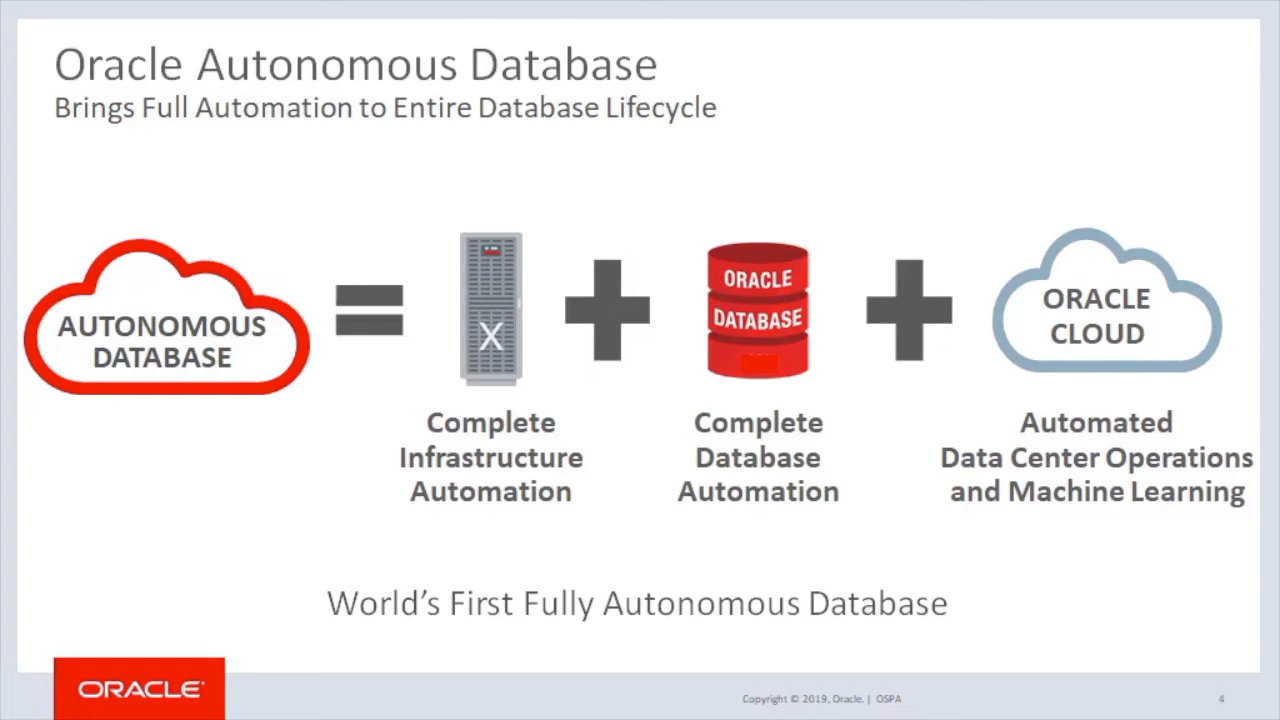 Oracle Autonomous Database
Brings Full Automation to Entire Database Lifecycle
AUTONOMOUS
DATABASE
X
ORACLE
DATABASE
ORACLE
CLOUD
Complete
Infrastructure
Automation
Complete
Database
Automation
Automated
Data Center Operations
and Machine Learning
World's First Fully Autonomous Database
ORACLE®
Copyright © 2019, Oracle. | OSPA
4